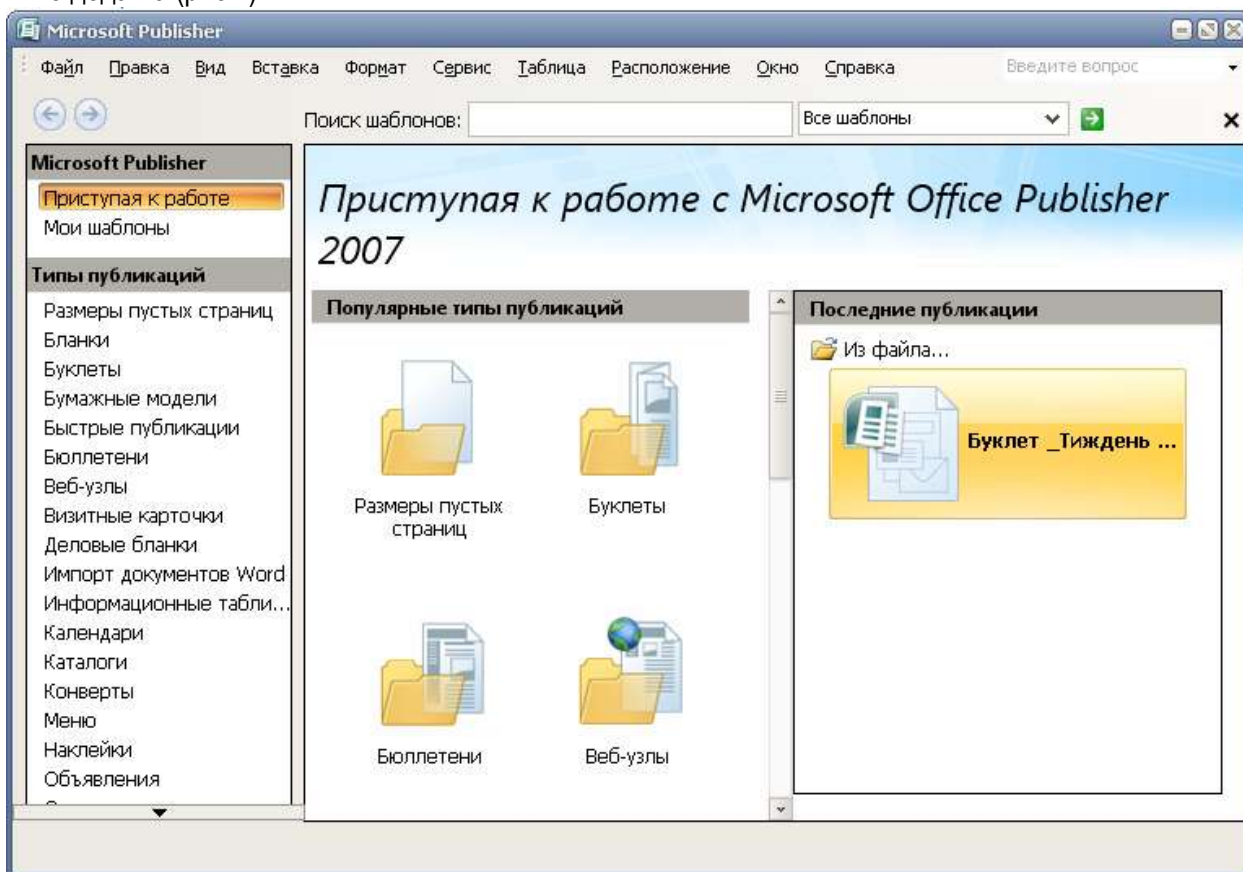 Microsoft Publisher
Файл Правка Вид Вставка Формат Сервис Таблица Расположение Окно Справка Введите вопрос
Поиск шаблонов: Все шаблоны
Microsoft Publisher
Приступая к работе
Мои шаблоны
Типы публикаций
Размеры пустых страниц
Бланки
Буклеты
Бумажные модели
Быстрые публикации
Бюллетени
Веб-узлы
Визитные карточки
Деловые бланки
Импорт документов Word
Информационные табли...
Календари
Каталоги
Конверты
Меню
Наклейки
Объявления
Приступая к работе с Microsoft Office Publisher
2007
Популярные типы публикаций
Размеры пустых
страниц
Буклеты
Бюллетени
Веб-узлы
Последние публикации
Из файла...
Буклет _Тиждень ...